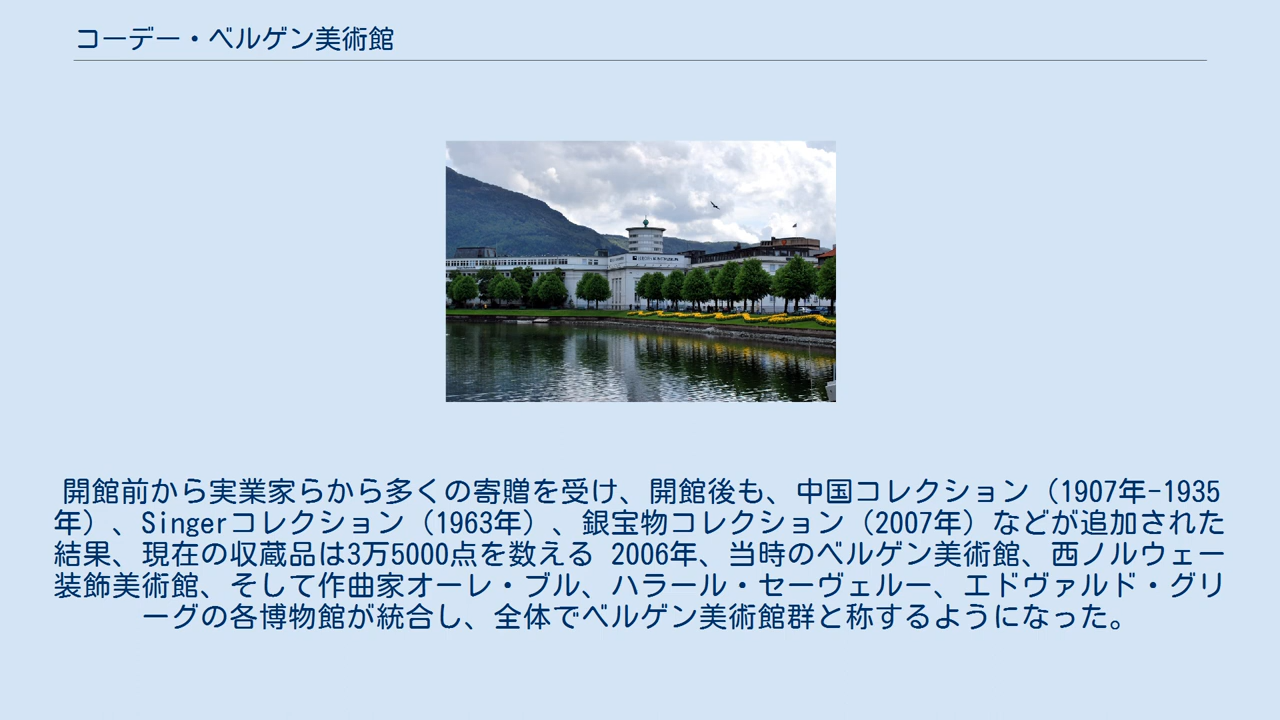 コーデー・ベルゲン美術館
開館前から実業家らから多くの寄贈を受け、開館後も、中国コレクション（1907年-1935
年）、Singerコレクション（1963年）、銀宝物コレクション（2007年）などが追加された
結果、現在の収蔵品は3万5000点を数える 2006年、当時のベルゲン美術館、西ノルウェー
装飾美術館、そして作曲家オーレ・ブル、ハラール・セーヴェルー、エドヴァルド・グリ
ーグの各博物館が統合し、全体でベルゲン美術館群と称するようになった。